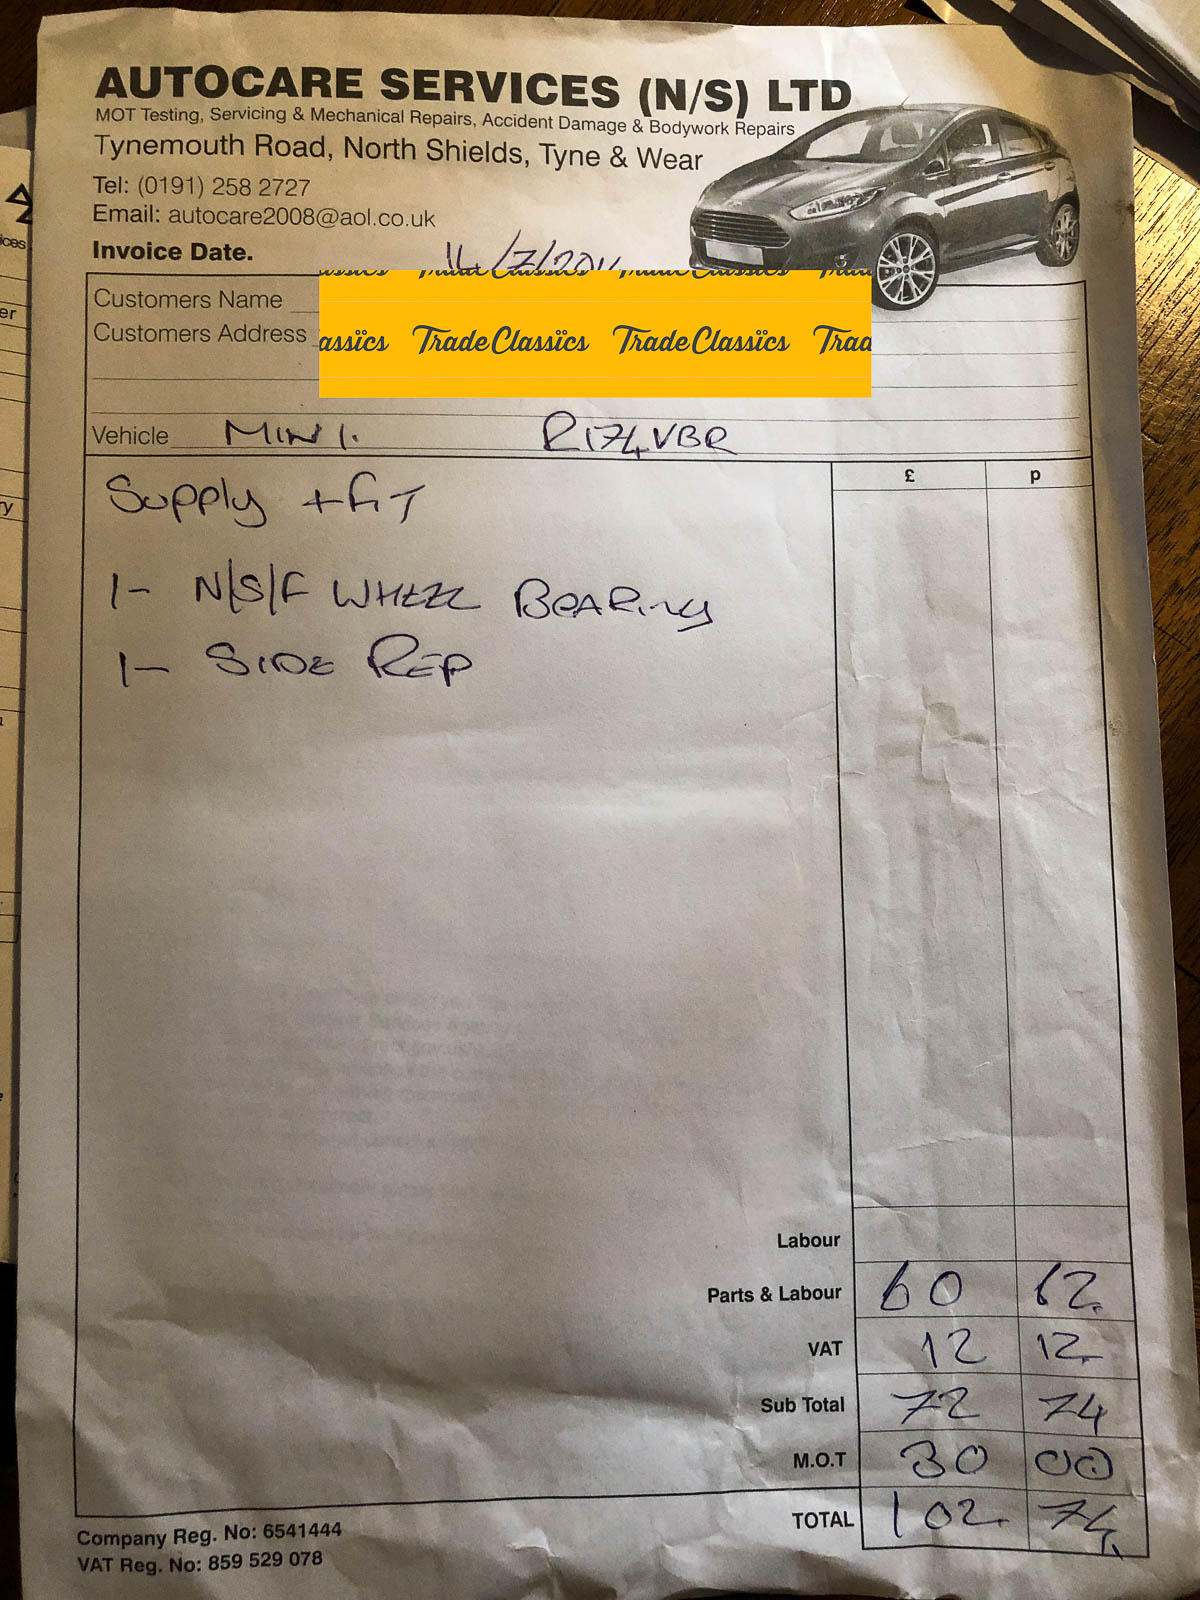 AUTOCARE SERVICES (N/S) LTD
MOT Testing, Servicing & Mechanical Repairs, Accident Damage & Bodywork Repairs
Tynemouth Road, North Shields, Tyne & Wear
Tel: (0191) 258 2727
Email: autocare2008@aol.co.uk
Invoice Date.
Customers Name
Customers Address
assics TradeClassics TradeClassics Trad
Vehicle MINI. R174VBR
£ p
Supply + FIT
1- N/S/F WHEEL BEARING
1- SIDE REP
Labour
Parts & Labour 60 62
VAT 12 12
Sub Total 72 74
M.O.T 30 00
TOTAL 102 74
Company Reg. No: 6541444
VAT Reg. No: 859 529 078